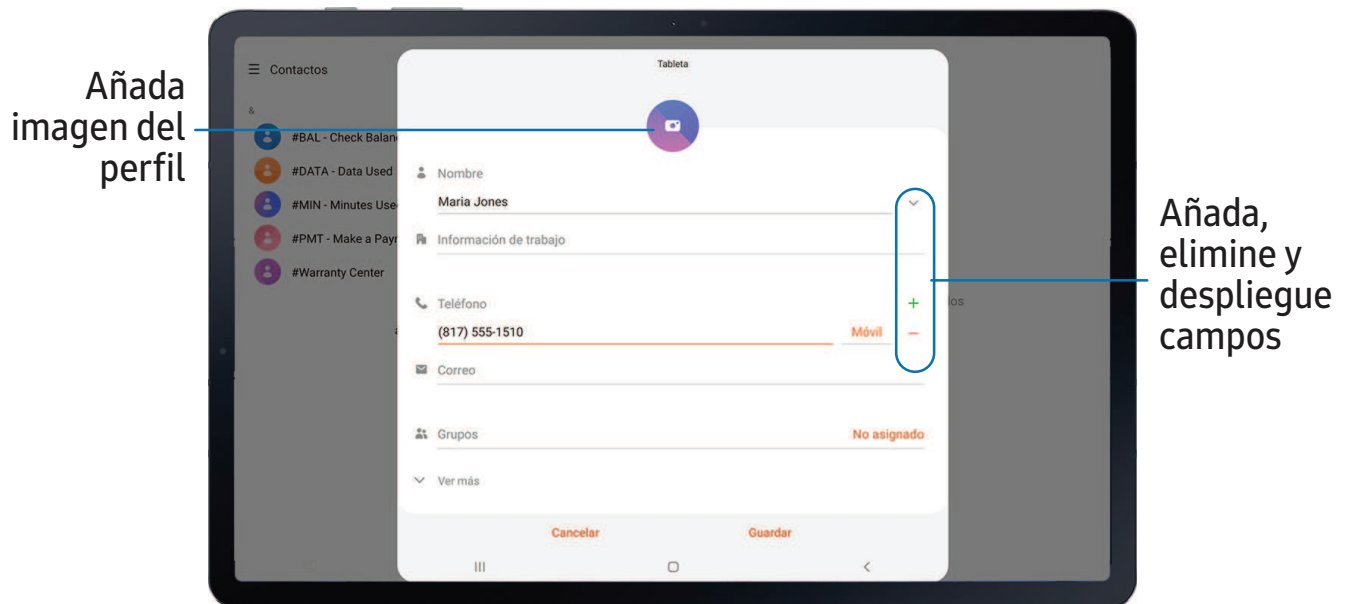 Añada
imagen del
perfil
Contactos
&
#BAL - Check Balan
#DATA - Data Used
#MIN - Minutes Use
#PMT - Make a Payr
#Warranty Center
Tableta
Nombre
Maria Jones
Información de trabajo
Teléfono
(817) 555-1510 Móvil
Correo
Grupos No asignado
Ver más
Cancelar Guardar
Añada,
elimine y
despliegue
campos